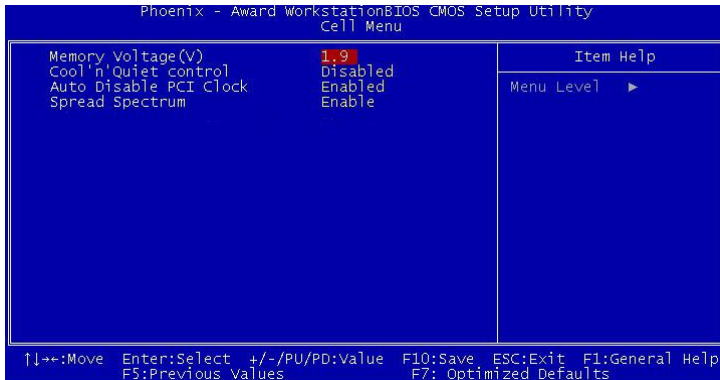 Phoenix - Award WorkstationBIOS CMOS Setup Utility
Cell Menu
Memory Voltage(V) 1.9
Cool'n'Quiet control Disabled
Auto Disable PCI Clock Enabled
Spread Spectrum Enable
Item Help
Menu Level ►
↑↓→←:Move Enter:Select +/-/PU/PD:Value F10:Save ESC:Exit F1:General Help
F5:Previous Values F7: Optimized Defaults